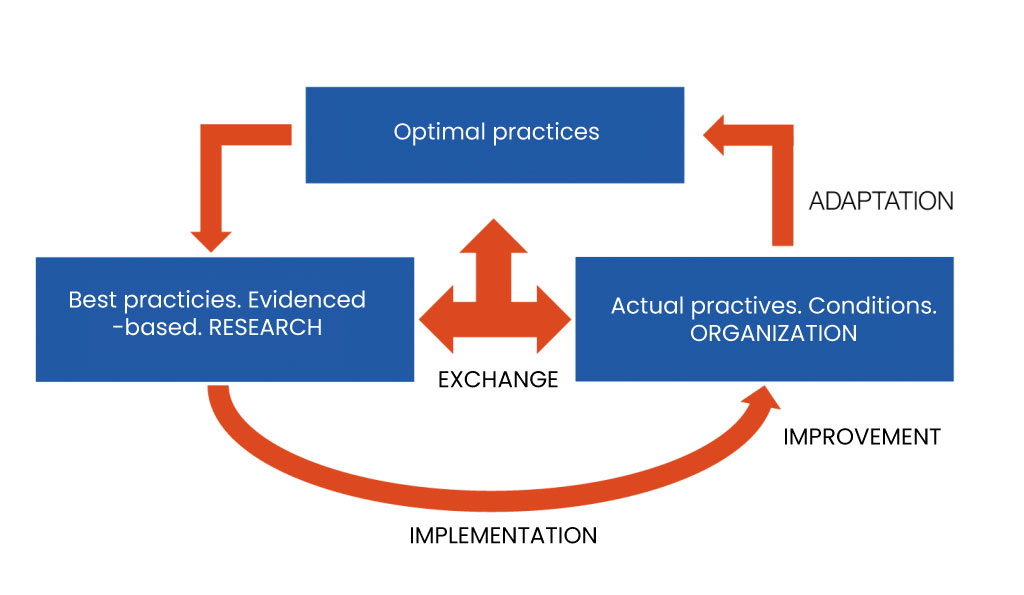 Optimal practices
ADAPTATION
Best practicies. Evidenced
-based. RESEARCH
Actual practives. Conditions.
ORGANIZATION
EXCHANGE
IMPROVEMENT
IMPLEMENTATION